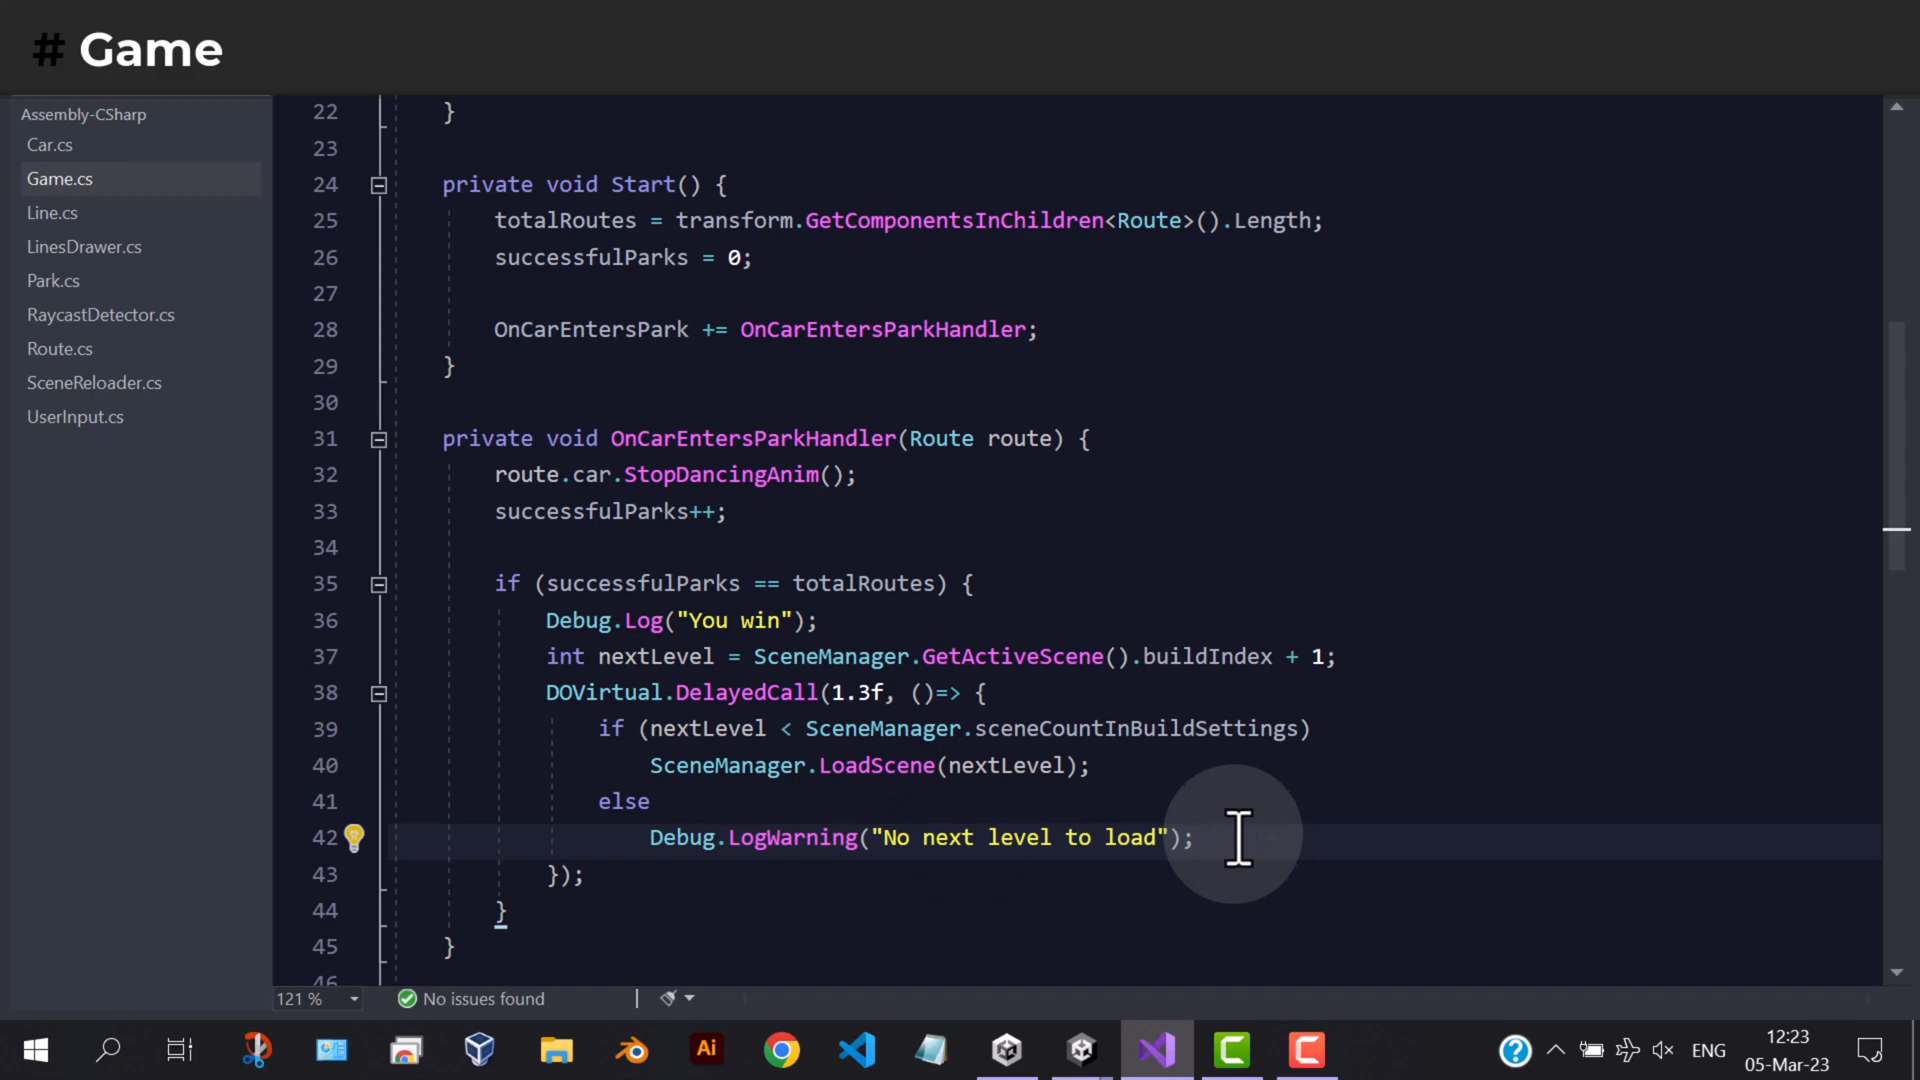 # Game
Assembly-CSharp
Car.cs
Game.cs
Line.cs
LinesDrawer.cs
Park.cs
RaycastDetector.cs
Route.cs
SceneReloader.cs
UserInput.cs
22 }
23
24 private void Start() {
25 totalRoutes = transform.GetComponentsInChildren<Route>().Length;
26 successfulParks = 0;
27
28 OnCarEntersPark += OnCarEntersParkHandler;
29 }
30
31 private void OnCarEntersParkHandler(Route route) {
32 route.car.StopDancingAnim();
33 successfulParks++;
34
35 if (successfulParks == totalRoutes) {
36 Debug.Log("You win");
37 int nextLevel = SceneManager.GetActiveScene().buildIndex + 1;
38 DOVirtual.DelayedCall(1.3f, ()=> {
39 if (nextLevel < SceneManager.sceneCountInBuildSettings)
40 SceneManager.LoadScene(nextLevel);
41 else
42 Debug.LogWarning("No next level to load");
43 });
44 }
45 }
46
121 % No issues found
Ai ENG 12:23
05-Mar-23